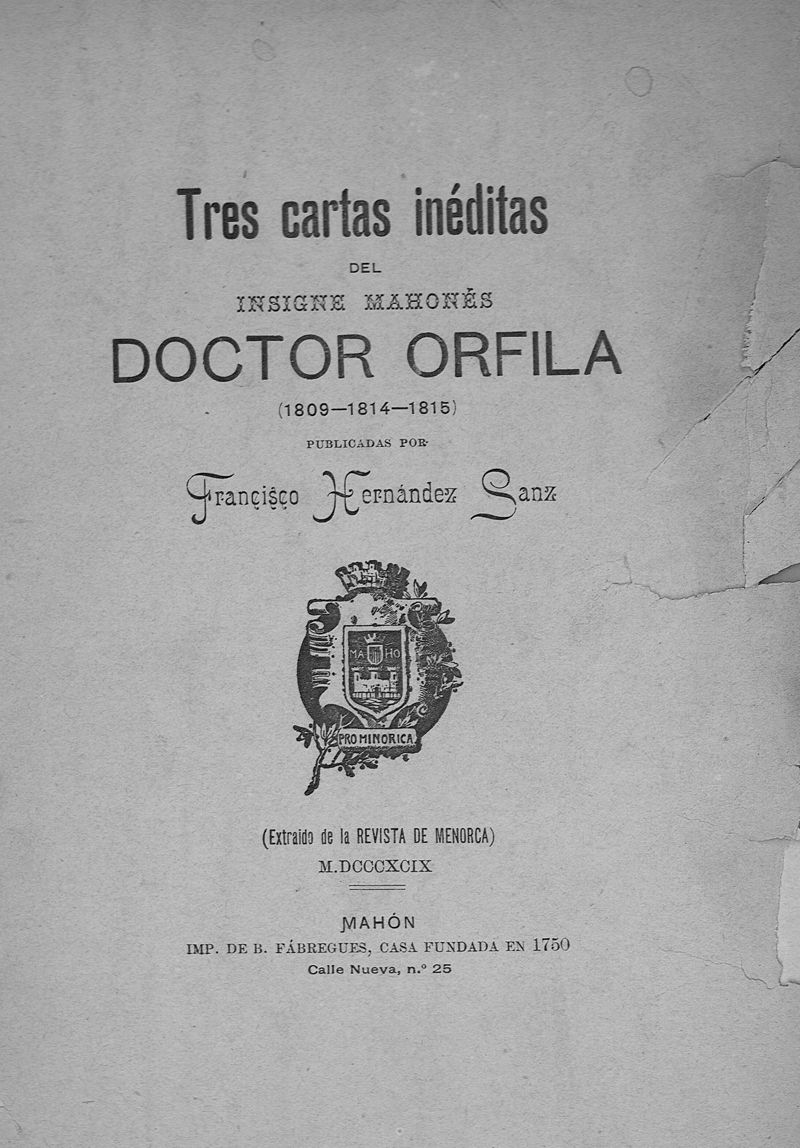 Tres cartas inéditas
DEL
INSIGNE MAHONÉS
DOCTOR ORFILA
(1809—1814—1815)
PUBLICADAS POR
Francisco Hernández Sanz
MA HO
PRO MINORICA
(Extraido de la REVISTA DE MENORCA)
M.DCCCXCIX
MAHÓN
IMP. DE B. FÁBREGUES, CASA FUNDADA EN 1750
Calle Nueva, n.º 25